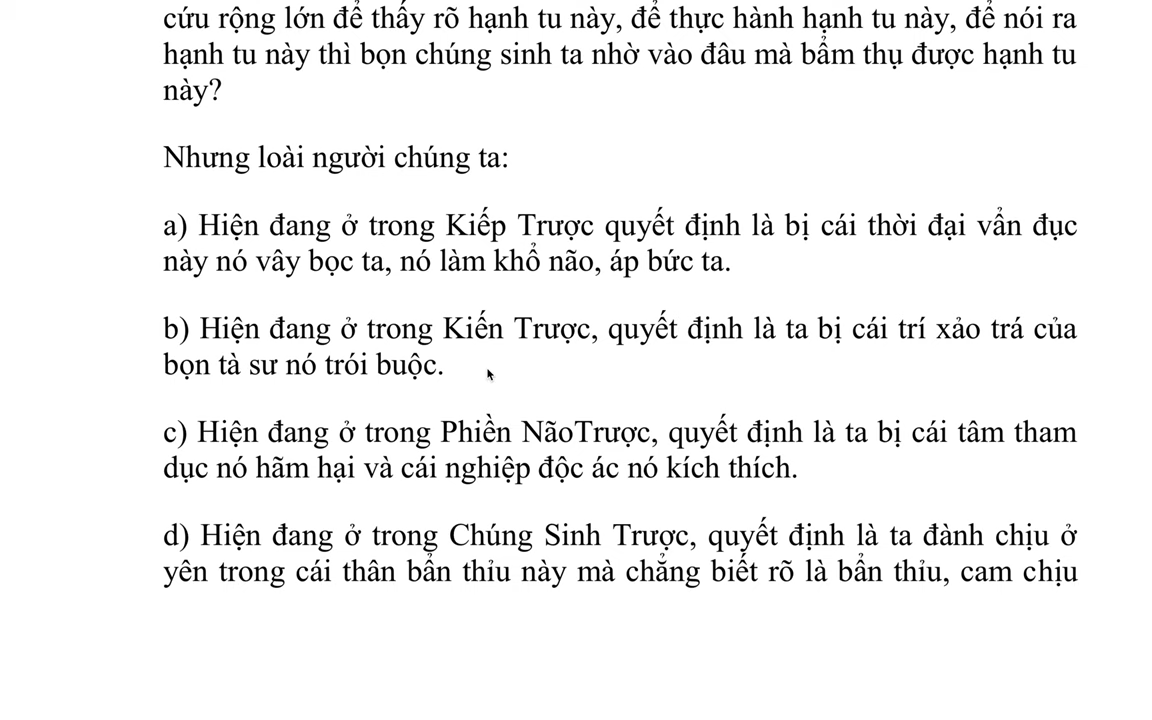 cứu rộng lớn để thấy rõ hạnh tu này, để thực hành hạnh tu này, để nói ra
hạnh tu này thì bọn chúng sinh ta nhờ vào đâu mà bẩm thụ được hạnh tu
này?
Nhưng loài người chúng ta:
a) Hiện đang ở trong Kiếp Trược quyết định là bị cái thời đại vẩn đục
này nó vây bọc ta, nó làm khổ não, áp bức ta.
b) Hiện đang ở trong Kiến Trược, quyết định là ta bị cái trí xảo trá của
bọn tà sư nó trói buộc.
c) Hiện đang ở trong Phiền NãoTrược, quyết định là ta bị cái tâm tham
dục nó hãm hại và cái nghiệp độc ác nó kích thích.
d) Hiện đang ở trong Chúng Sinh Trược, quyết định là ta đành chịu ở
yên trong cái thân bẩn thỉu này mà chẳng biết rõ là bẩn thỉu, cam chịu